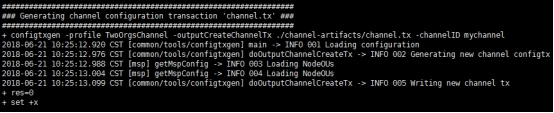 #################################################################
### Generating channel configuration transaction 'channel.tx' ###
#################################################################
+ configtxgen -profile TwoOrgsChannel -outputCreateChannelTx ./channel-artifacts/channel.tx -channelID mychannel
2018-06-21 10:25:12.920 CST [common/tools/configtxgen] main -> INFO 001 Loading configuration
2018-06-21 10:25:12.976 CST [common/tools/configtxgen] doOutputChannelCreateTx -> INFO 002 Generating new channel configtx
2018-06-21 10:25:12.988 CST [msp] getMspConfig -> INFO 003 Loading NodeOUs
2018-06-21 10:25:13.004 CST [msp] getMspConfig -> INFO 004 Loading NodeOUs
2018-06-21 10:25:13.099 CST [common/tools/configtxgen] doOutputChannelCreateTx -> INFO 005 Writing new channel tx
+ res=0
+ set +x